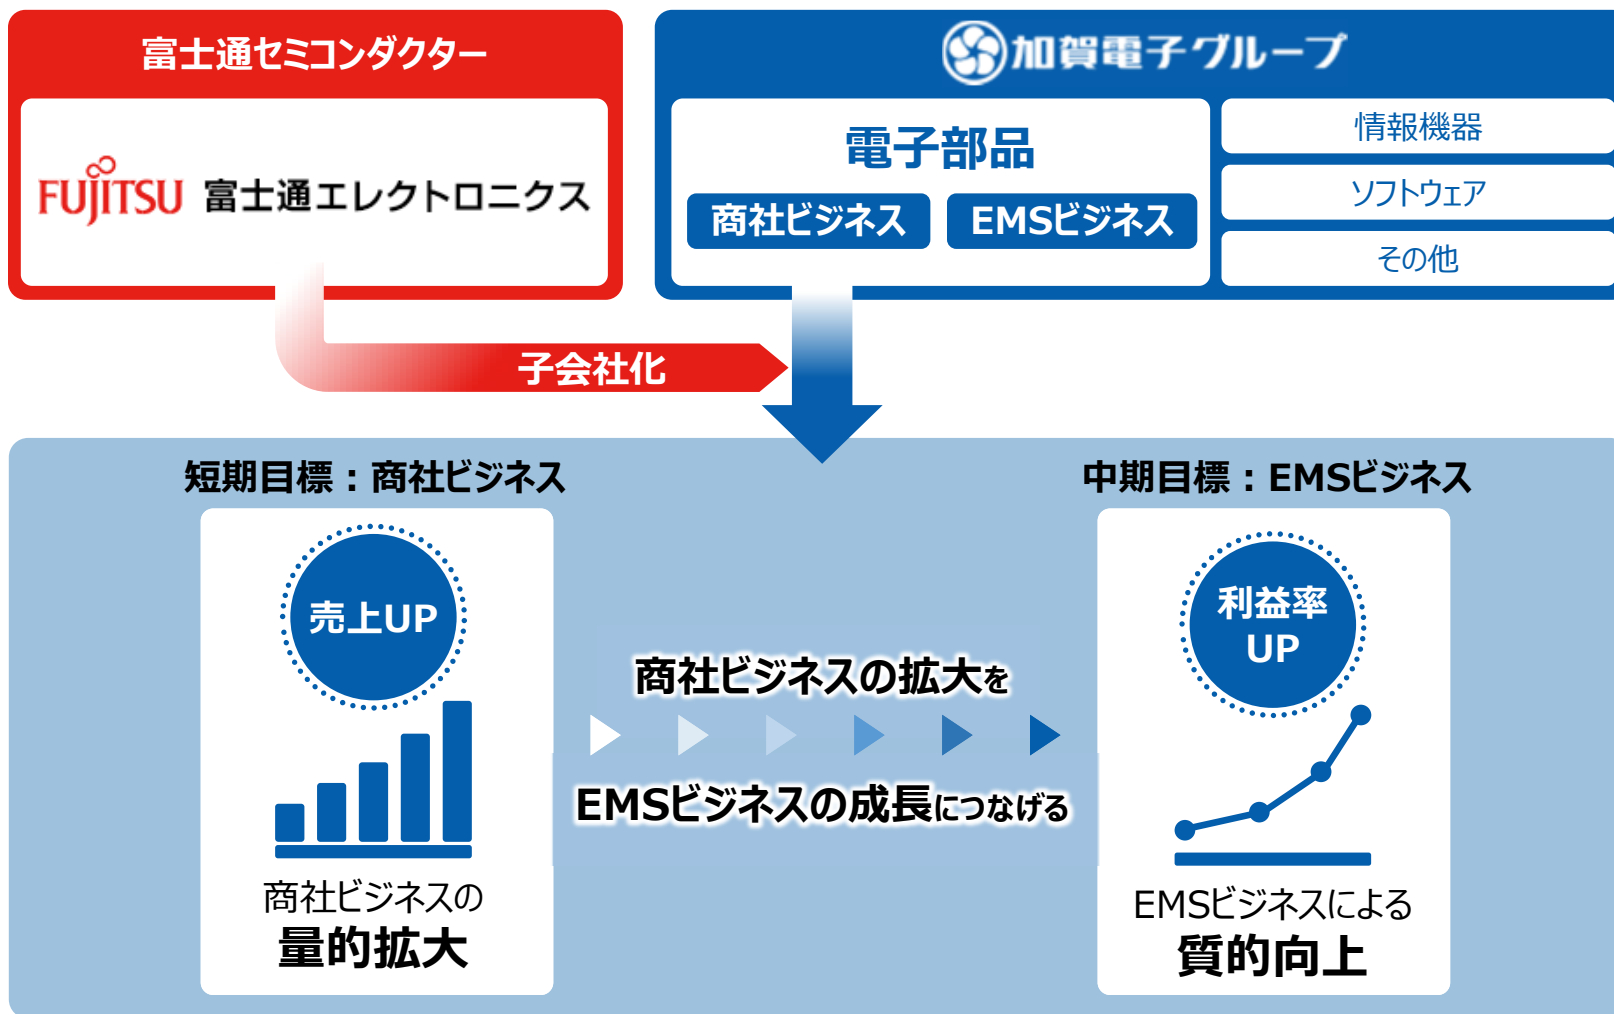 富士通セミコンダクター
FUJITSU 富士通エレクトロニクス
加賀電子グループ
電子部品
商社ビジネス
EMSビジネス
情報機器
ソフトウェア
その他
子会社化
短期目標：商社ビジネス
売上UP
商社ビジネスの
量的拡大
商社ビジネスの拡大を
EMSビジネスの成長につなげる
中期目標：EMSビジネス
利益率
UP
EMSビジネスによる
質的向上